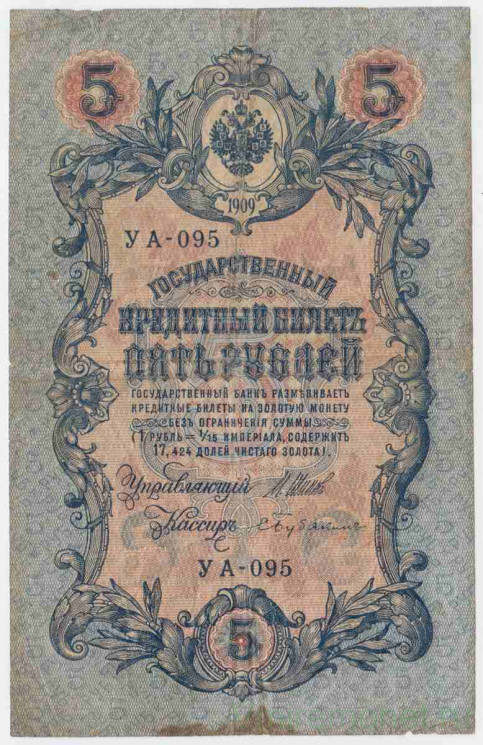 5 5
1909
УА-095
ГОСУДАРСТВЕННЫЙ
КРЕДИТНЫЙ БИЛЕТЪ
ПЯТЬ РУБЛЕЙ
ГОСУДАРСТВЕННЫЙ БАНКЪ РАЗМѢНИВАЕТЪ
КРЕДИТНЫЕ БИЛЕТЫ НА ЗОЛОТУЮ МОНЕТУ
БЕЗЪ ОГРАНИЧЕНІЯ СУММЫ
(1 РУБЛЬ = 1/15 ИМПЕРІАЛА, СОДЕРЖИТЪ
17,424 ДОЛЕЙ ЧИСТАГО ЗОЛОТА).
Управляющій
Кассиръ
УА-095
5